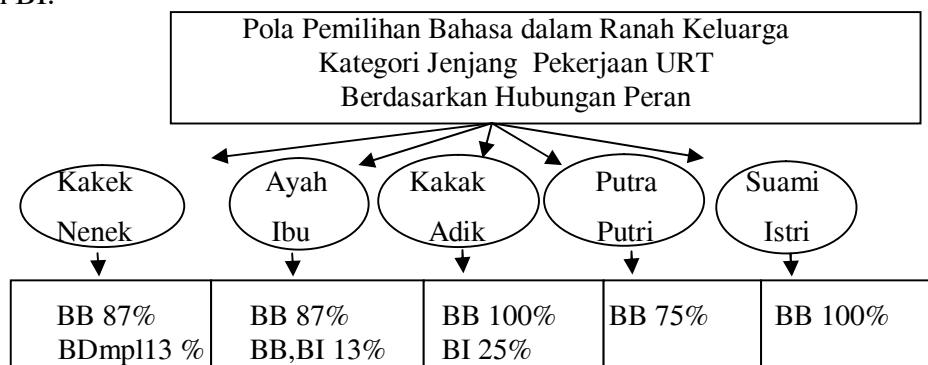 BI.
Pola Pemilihan Bahasa dalam Ranah Keluarga
Kategori Jenjang Pekerjaan URT
Berdasarkan Hubungan Peran
Kakek
Nenek
Ayah
Ibu
Kakak
Adik
Putra
Putri
Suami
Istri
BB 87%
BDmpl13 %
BB 87%
BB,BI 13%
BB 100%
BI 25%
BB 75%
BB 100%